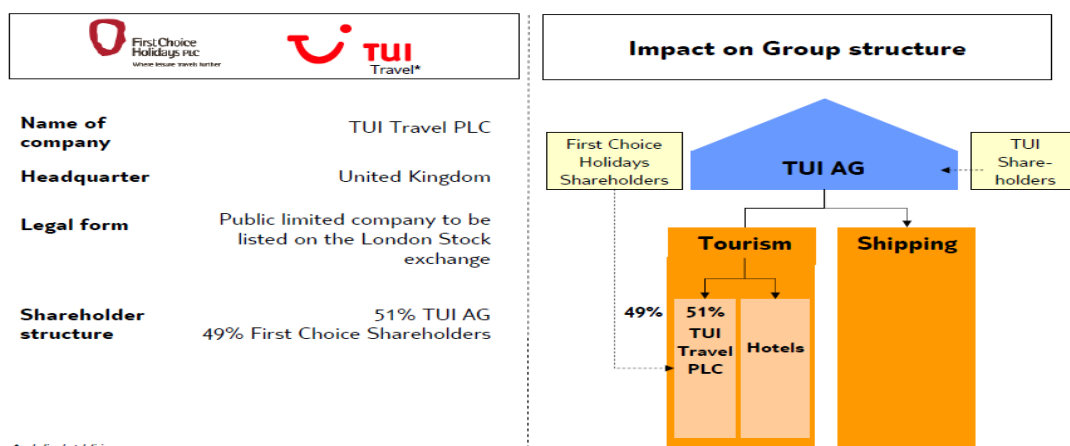 First Choice
Holidays PLC
Where leisure travels further
TUI
Travel*
Name of
company
TUI Travel PLC
Headquarter
United Kingdom
Legal form
Public limited company to be
listed on the London Stock
exchange
Shareholder
structure
51% TUI AG
49% First Choice Shareholders
Impact on Group structure
First Choice
Holidays
Shareholders
TUI AG
TUI
Share-
holders
Tourism
Shipping
49%
51%
TUI
Travel
PLC
Hotels